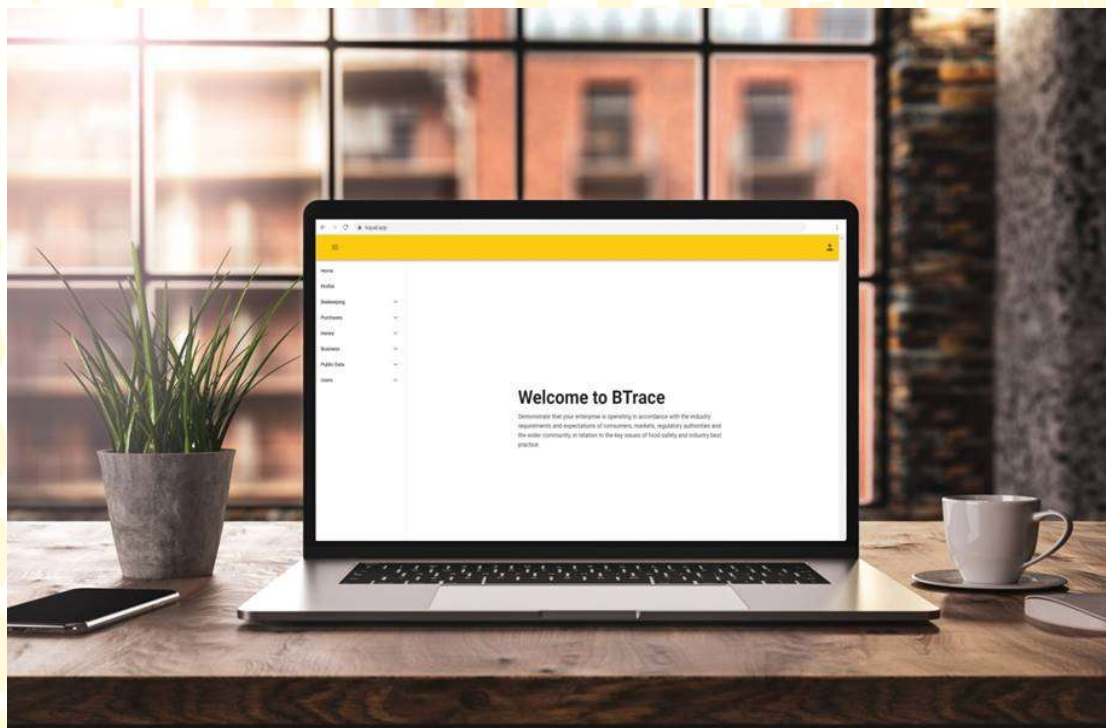 Home
Profile
Beekeeping
Purchases
Honey
Business
Public Data
Users
Welcome to BTrace
Demonstrate that your enterprise is operating in accordance with the industry
requirements and expectations of consumers, markets, regulatory authorities and
the wider community, in relation to the key issues of food safety and industry best
practice.